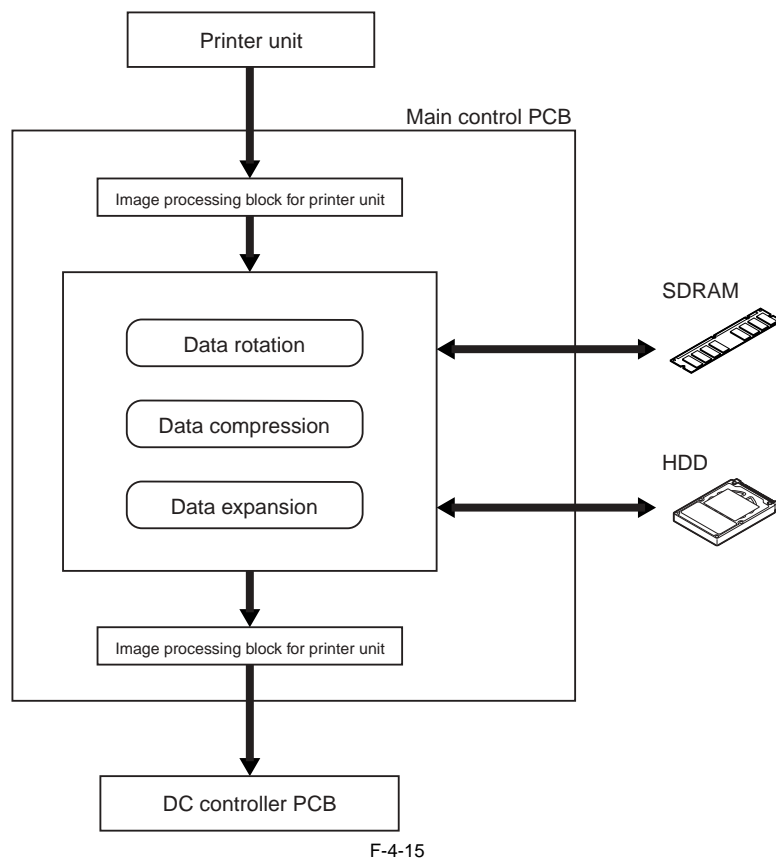 Printer unit
Main control PCB
Image processing block for printer unit
SDRAM
Data rotation
Data compression
HDD
Data expansion
Image processing block for printer unit
DC controller PCB
F-4-15